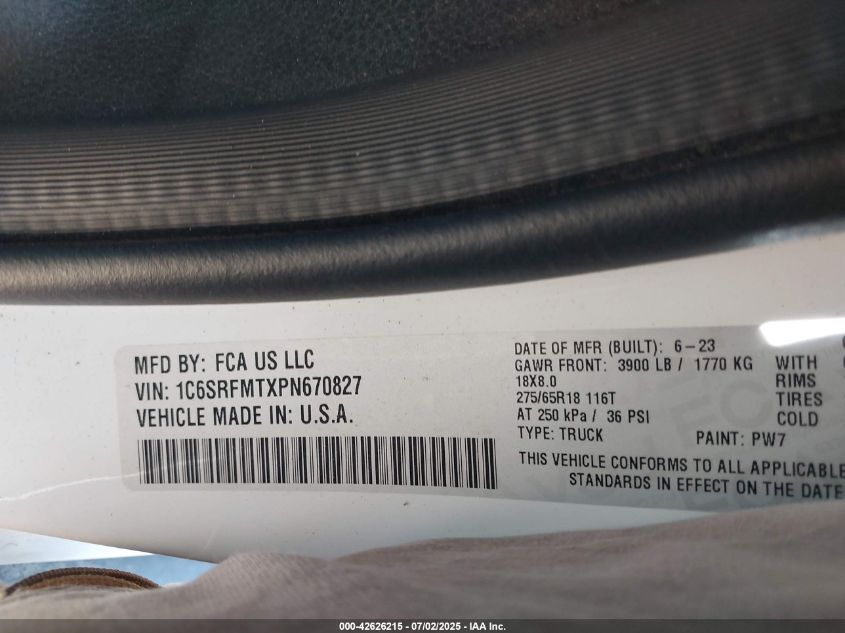 MFD BY: FCA US LLC
VIN: 1C6SRFMTXPN670827
VEHICLE MADE IN: U.S.A.
DATE OF MFR (BUILT): 6-23
GAWR FRONT: 3900 LB / 1770 KG WITH
18X8.0 RIMS
275/65R18 116T TIRES
AT 250 kPa / 36 PSI COLD
TYPE: TRUCK PAINT: PW7
THIS VEHICLE CONFORMS TO ALL APPLICABLE
STANDARDS IN EFFECT ON THE DATE
000-42626215 - 07/02/2025 - IAA Inc.